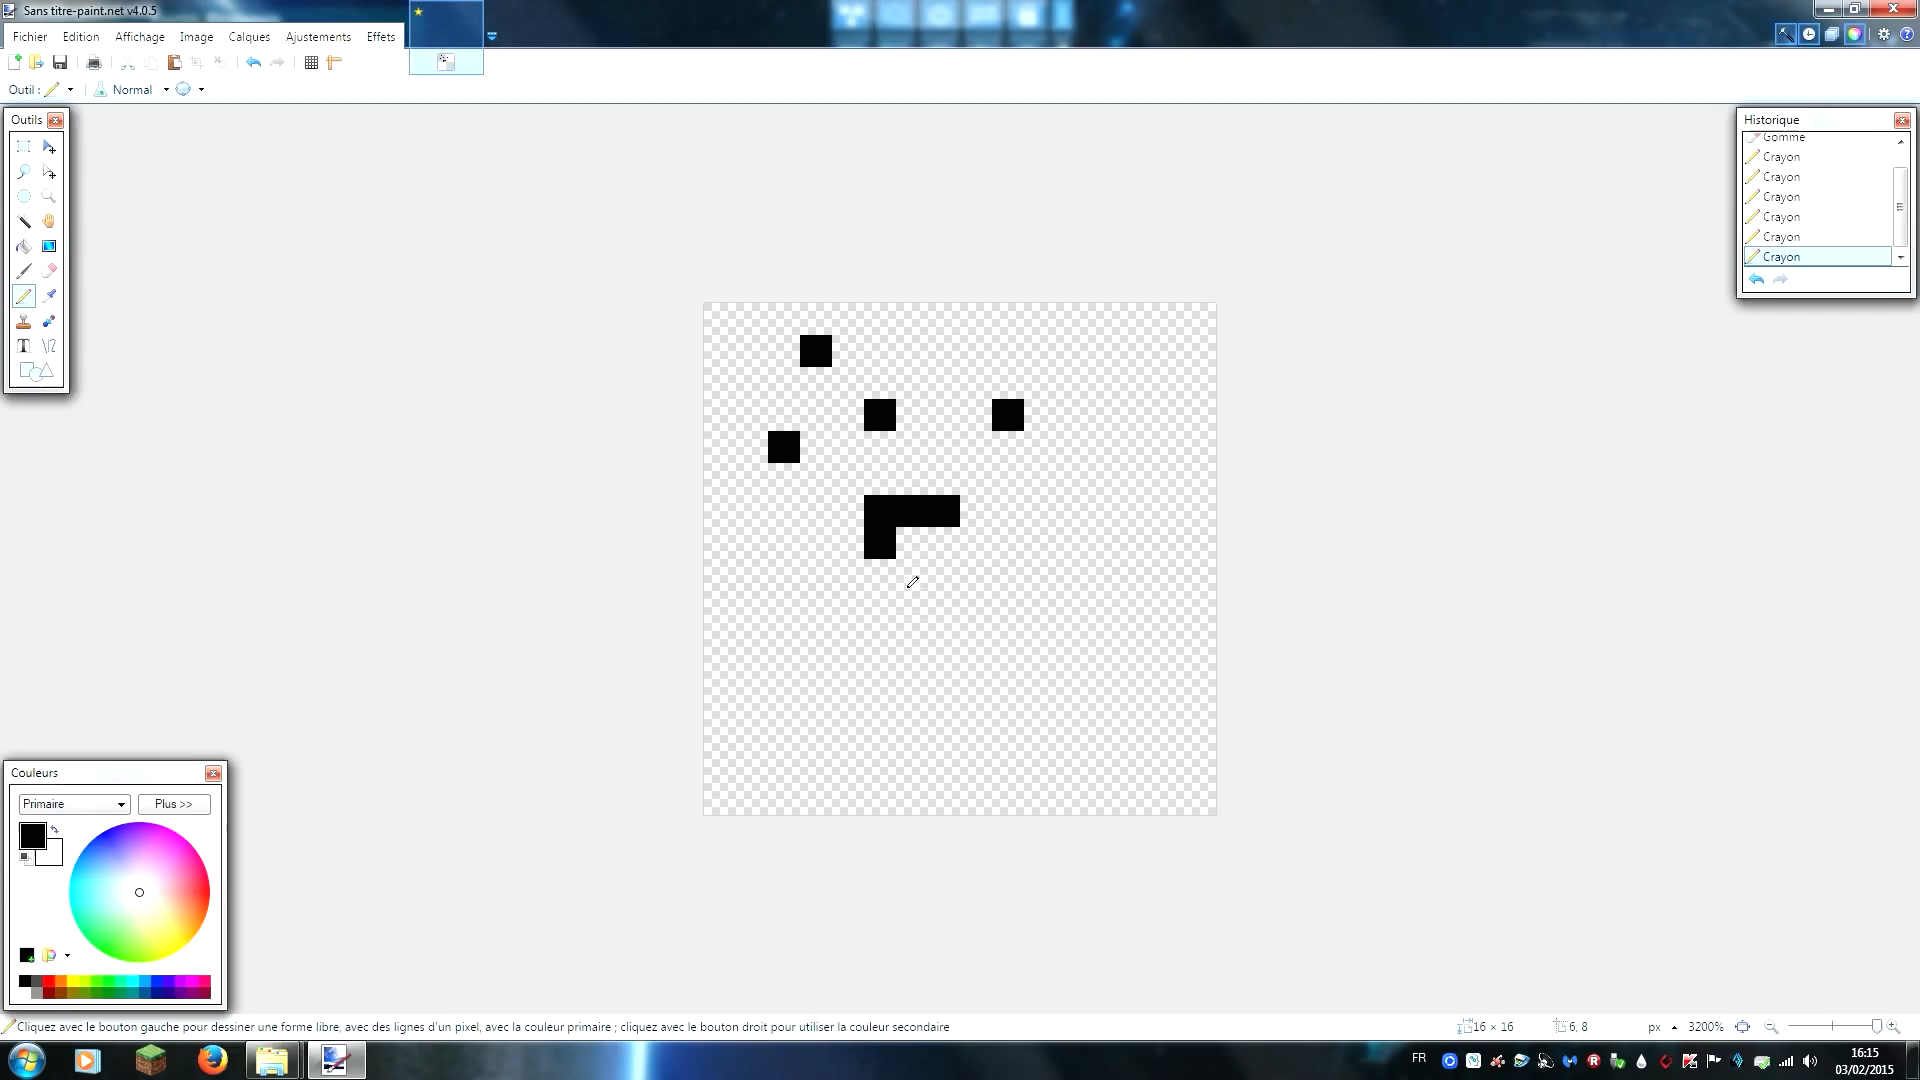 Sans titre-paint.net v4.0.5
Fichier Edition Affichage Image Calques Ajustements Effets
Outil : Normal
Outils
T
Historique
Gomme
Crayon
Crayon
Crayon
Crayon
Crayon
Crayon
Couleurs
Primaire Plus >>
Cliquez avec le bouton gauche pour dessiner une forme libre, avec des lignes d'un pixel, avec la couleur primaire ; cliquez avec le bouton droit pour utiliser la couleur secondaire
16 × 16 6, 8 px 3200%
FR
16:15
03/02/2015